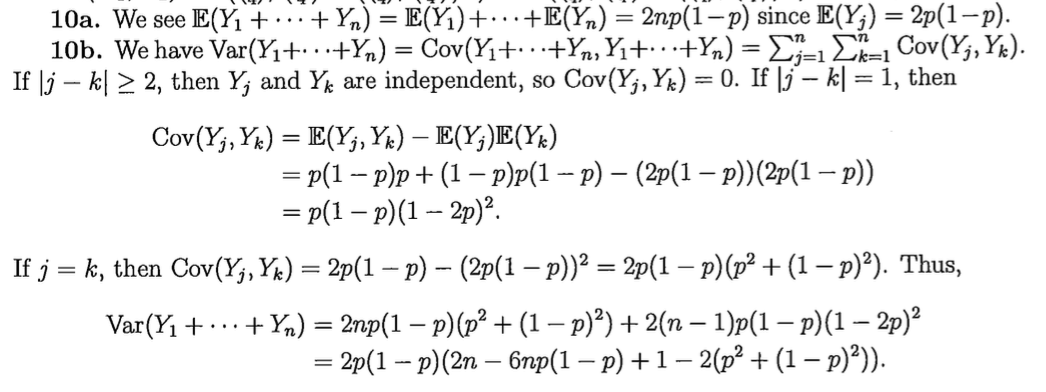 10a. We see 𝔼(Y₁ + ··· + Yₙ) = 𝔼(Y₁)+···+𝔼(Yₙ) = 2np(1−p) since 𝔼(Yⱼ) = 2p(1−p).
10b. We have Var(Y₁+···+Yₙ) = Cov(Y₁+···+Yₙ, Y₁+···+Yₙ) = ∑ⁿⱼ₌₁ ∑ⁿₖ₌₁ Cov(Yⱼ, Yₖ).
If |j − k| ≥ 2, then Yⱼ and Yₖ are independent, so Cov(Yⱼ, Yₖ) = 0. If |j − k| = 1, then
Cov(Yⱼ, Yₖ) = 𝔼(Yⱼ, Yₖ) − 𝔼(Yⱼ)𝔼(Yₖ)
= p(1 − p)p + (1 − p)p(1 − p) − (2p(1 − p))(2p(1 − p))
= p(1 − p)(1 − 2p)².
If j = k, then Cov(Yⱼ, Yₖ) = 2p(1 − p) − (2p(1 − p))² = 2p(1 − p)(p² + (1 − p)²). Thus,
Var(Y₁ + ··· + Yₙ) = 2np(1 − p)(p² + (1 − p)²) + 2(n − 1)p(1 − p)(1 − 2p)²
= 2p(1 − p)(2n − 6np(1 − p) + 1 − 2(p² + (1 − p)²)).